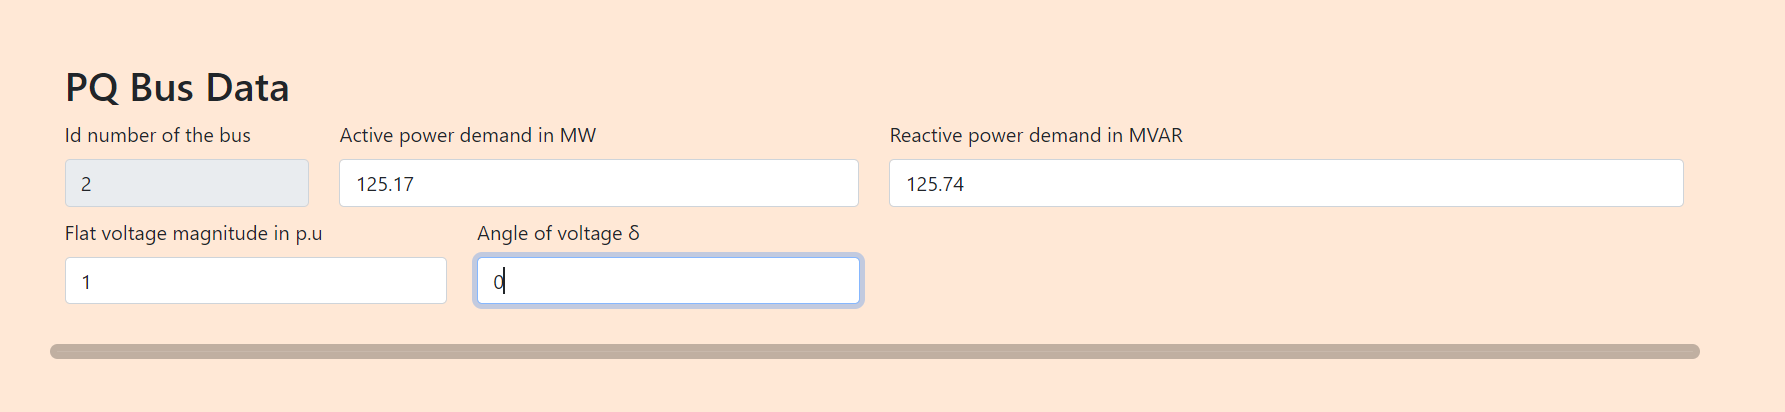 PQ Bus Data
Id number of the bus Active power demand in MW Reactive power demand in MVAR
2 125.17 125.74
Flat voltage magnitude in p.u Angle of voltage δ
1 0